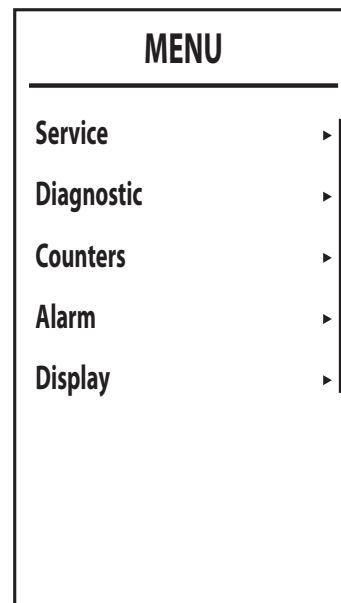 MENU
Service
Diagnostic
Counters
Alarm
Display